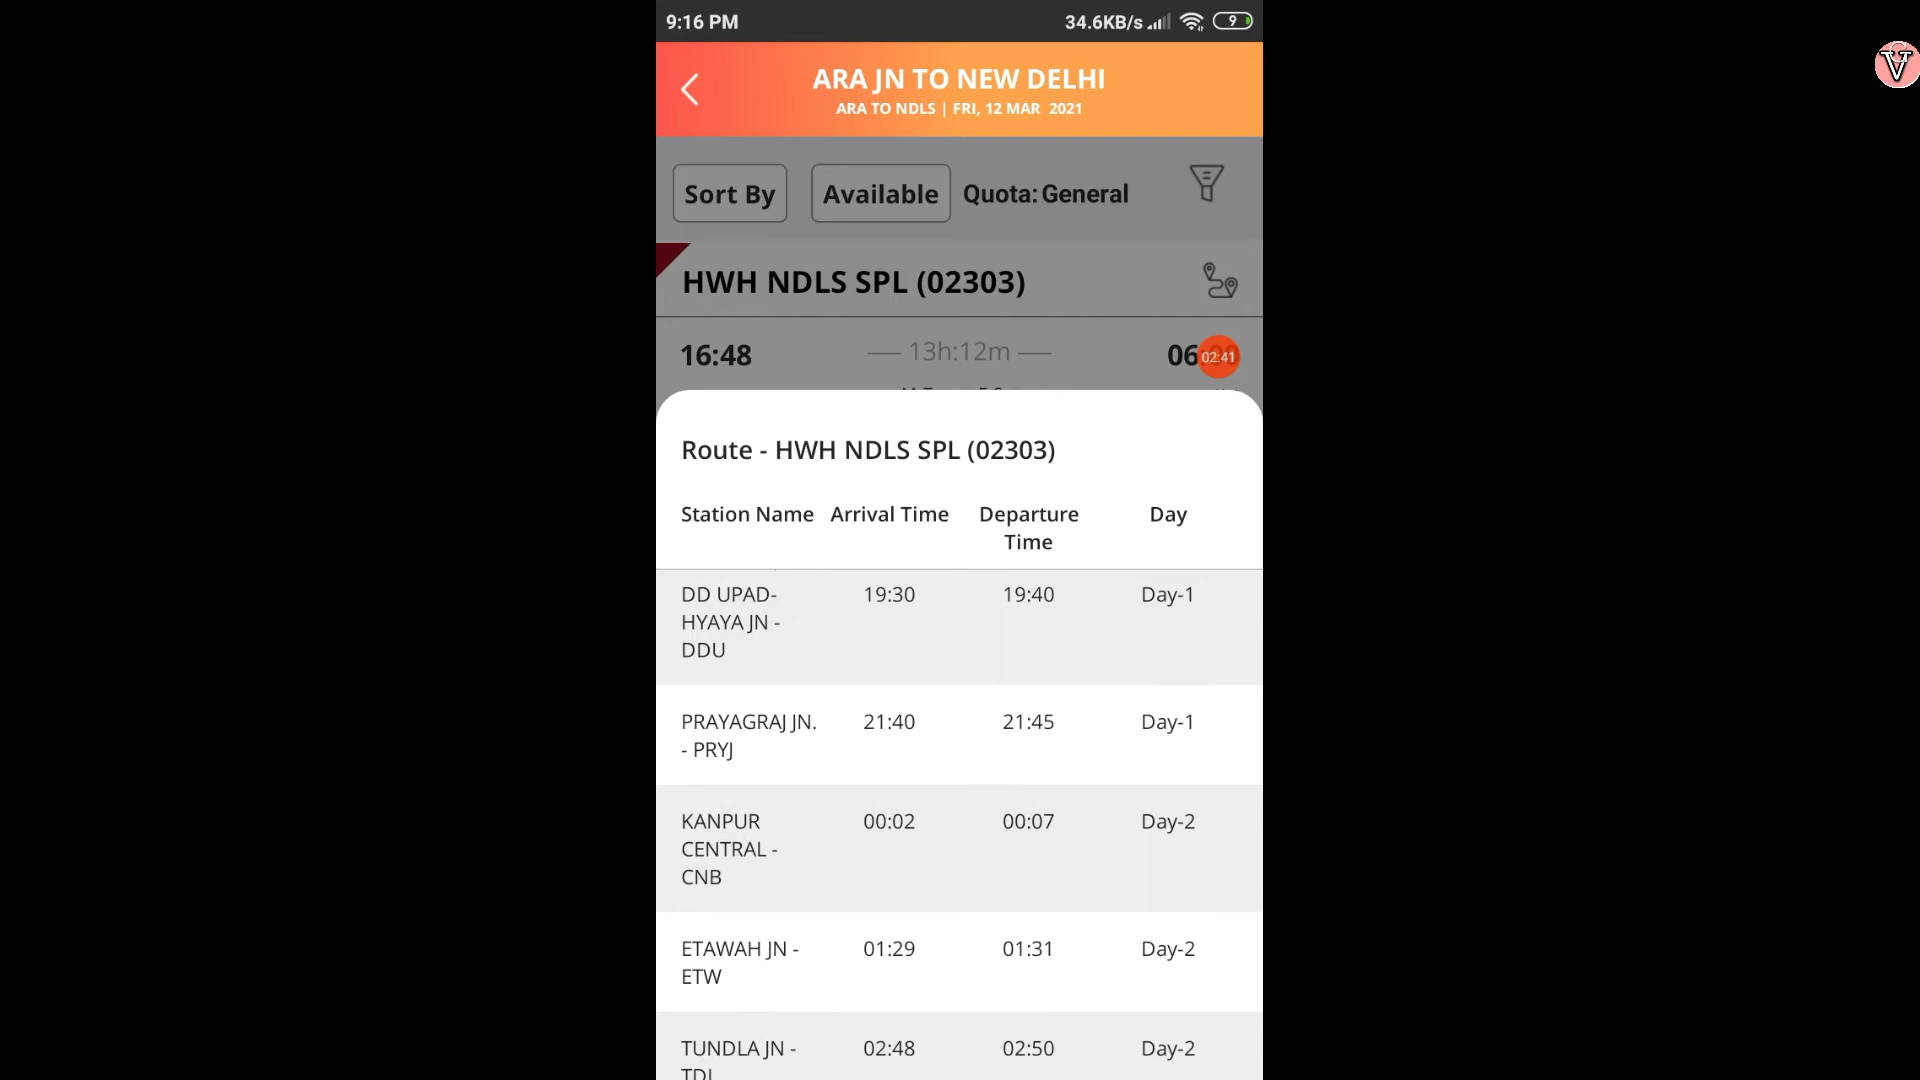 9:16 PM 34.6KB/s 9
ARA JN TO NEW DELHI
ARA TO NDLS | FRI, 12 MAR 2021
Sort By Available Quota: General
HWH NDLS SPL (02303)
16:48 13h:12m 06: 02:41
Route - HWH NDLS SPL (02303)
Station Name Arrival Time Departure
Time Day
DD UPAD- 19:30 19:40 Day-1
HYAYA JN -
DDU
PRAYAGRAJ JN. 21:40 21:45 Day-1
- PRYJ
KANPUR 00:02 00:07 Day-2
CENTRAL -
CNB
ETAWAH JN - 01:29 01:31 Day-2
ETW
TUNDLA JN - 02:48 02:50 Day-2